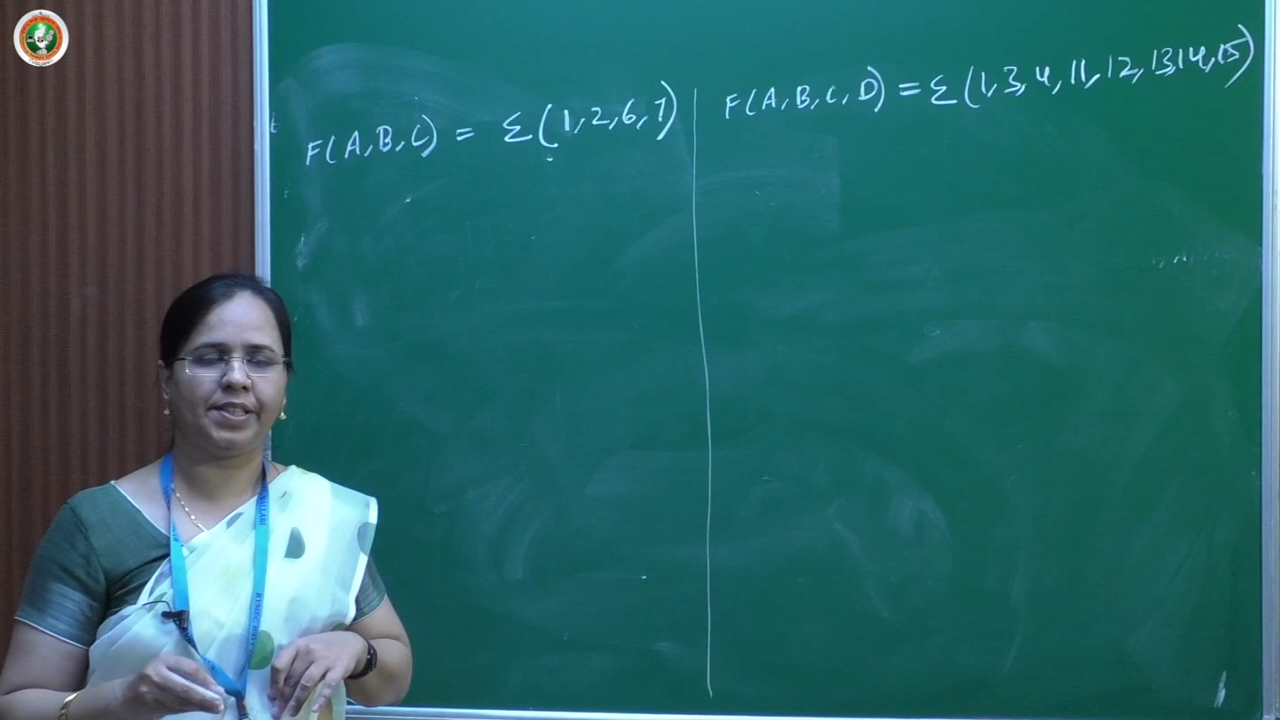 F(A,B,C) = Σ(1,2,6,7)
F(A,B,C,D) = Σ(1,3,4,11,12,13,14,15)